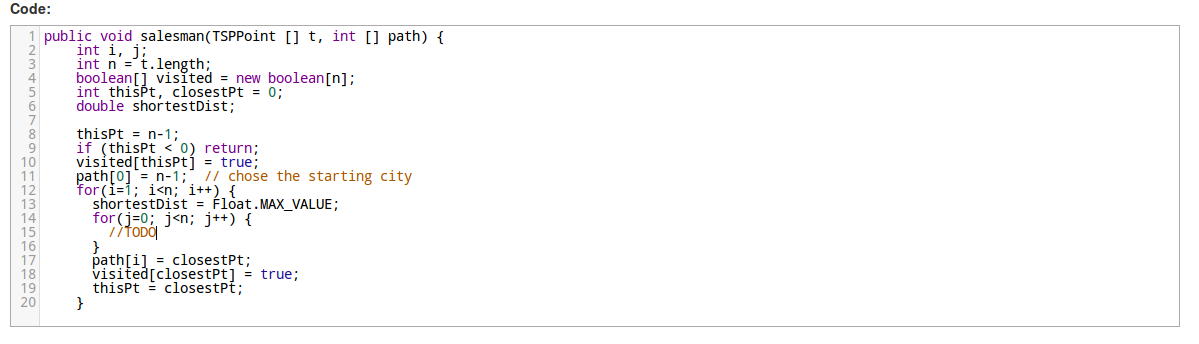 Code:
1 public void salesman(TSPPoint [] t, int [] path) {
2 int i, j;
3 int n = t.length;
4 boolean[] visited = new boolean[n];
5 int thisPt, closestPt = 0;
6 double shortestDist;
7
8 thisPt = n-1;
9 if (thisPt < 0) return;
10 visited[thisPt] = true;
11 path[0] = n-1; // chose the starting city
12 for(i=1; i<n; i++) {
13 shortestDist = Float.MAX_VALUE;
14 for(j=0; j<n; j++) {
15 //TODO
16 }
17 path[i] = closestPt;
18 visited[closestPt] = true;
19 thisPt = closestPt;
20 }